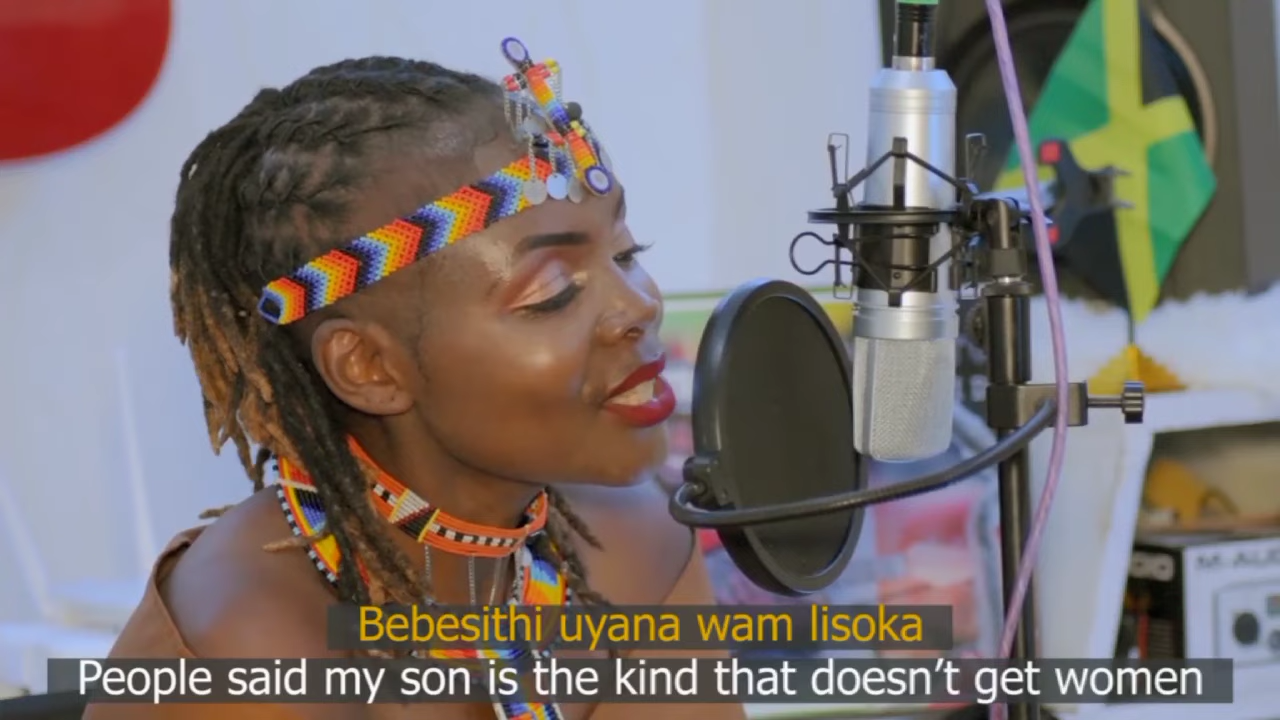 Bebesithi uyana wam lisoka
People said my son is the kind that doesn’t get women